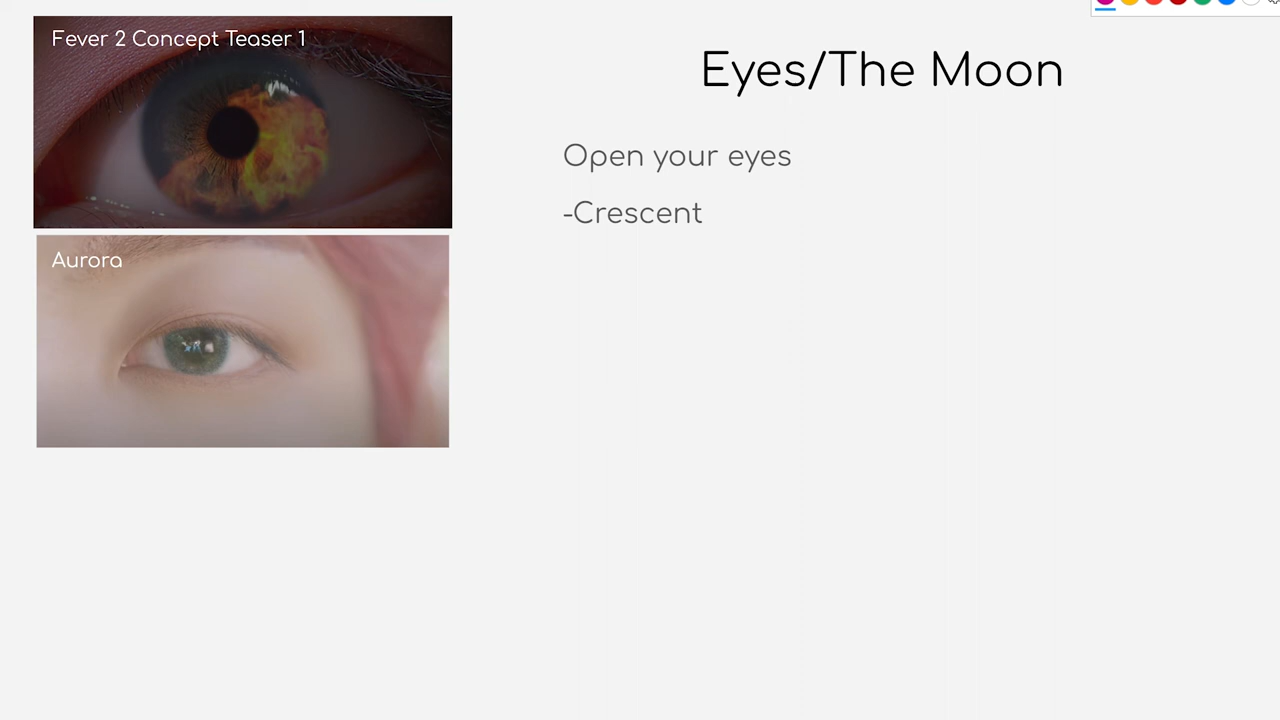 Fever 2 Concept Teaser 1
Eyes/The Moon
Open your eyes
-Crescent
Aurora